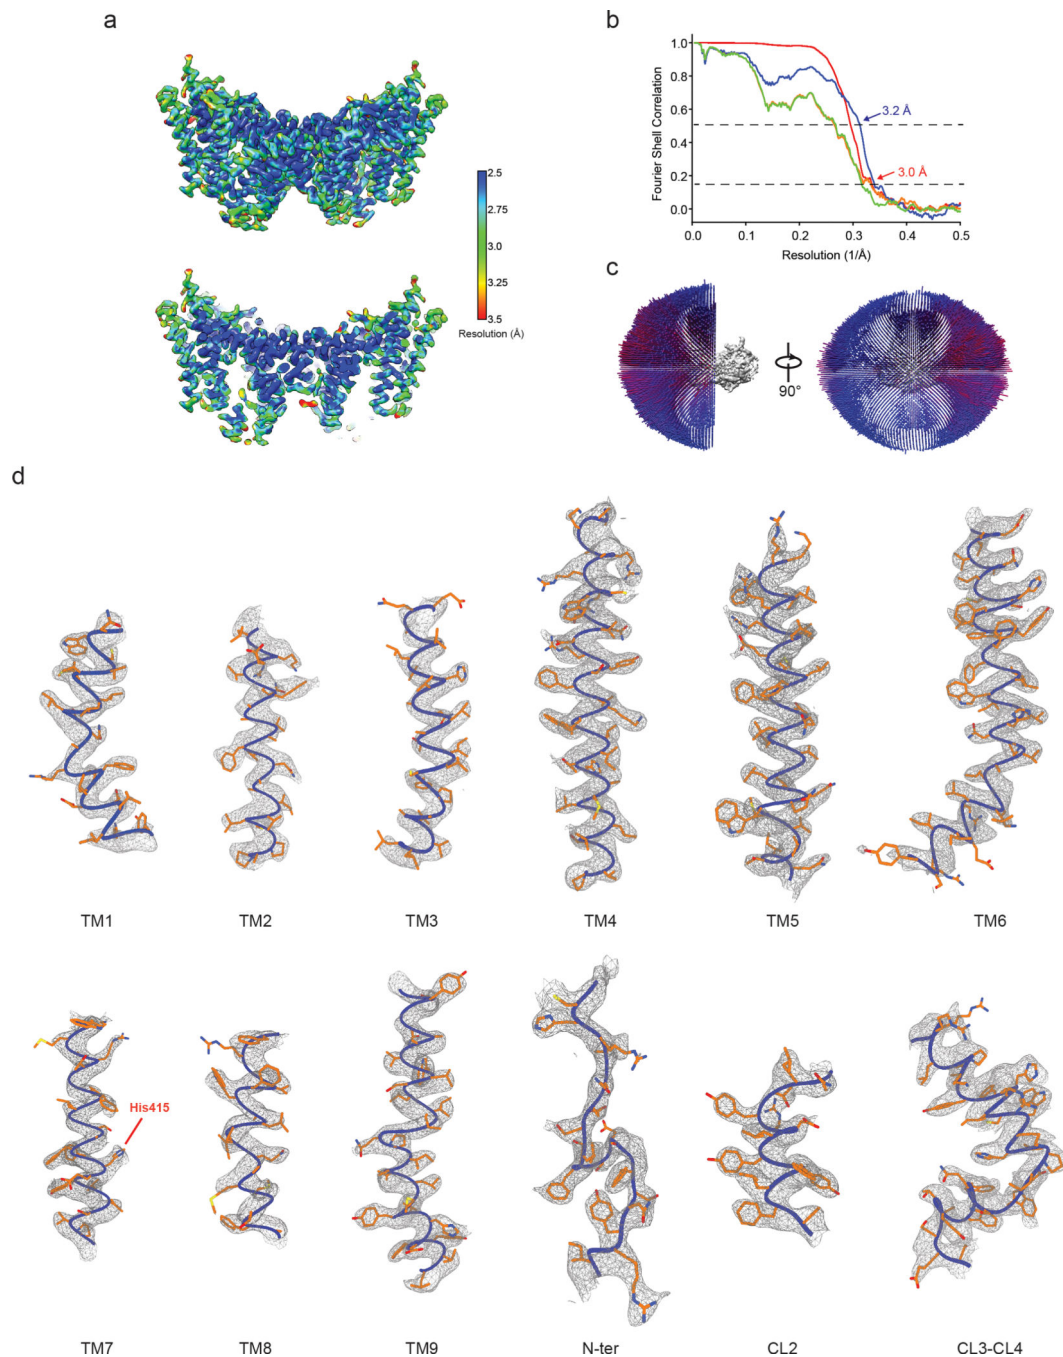 a
2.5
2.75
3.0
3.25
3.5
Resolution (Å)
b
Fourier Shell Correlation
1.0
0.8
0.6
0.4
0.2
0.0
3.2 Å
3.0 Å
0.0 0.1 0.2 0.3 0.4 0.5
Resolution (1/Å)
c
90°
d
TM1 TM2 TM3 TM4 TM5 TM6
His415
TM7 TM8 TM9 N-ter CL2 CL3-CL4